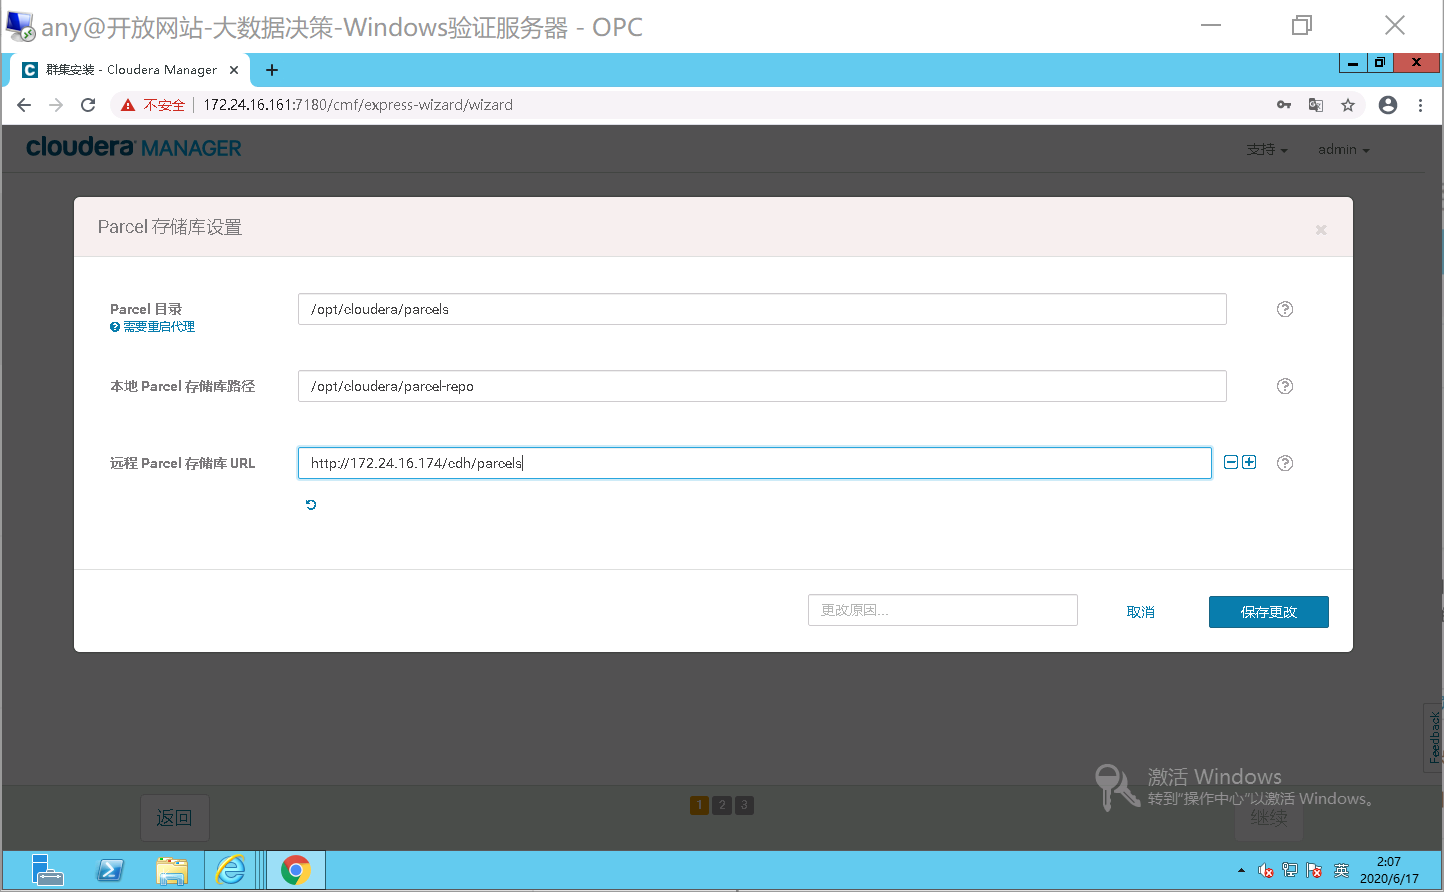 any@开放网站-大数据决策-Windows验证服务器 - OPC
群集安装 - Cloudera Manager
不安全 172.24.16.161:7180/cmf/express-wizard/wizard
cloudera MANAGER
支持
admin
Parcel 存储库设置
Parcel 目录
需要重启代理
/opt/cloudera/parcels
本地 Parcel 存储库路径
/opt/cloudera/parcel-repo
远程 Parcel 存储库 URL
http://172.24.16.174/cdh/parcels
更改原因...
取消
保存更改
Feedback
激活 Windows
转到"操作中心"以激活 Windows。
返回
1 2 3
继续
英
2:07
2020/6/17